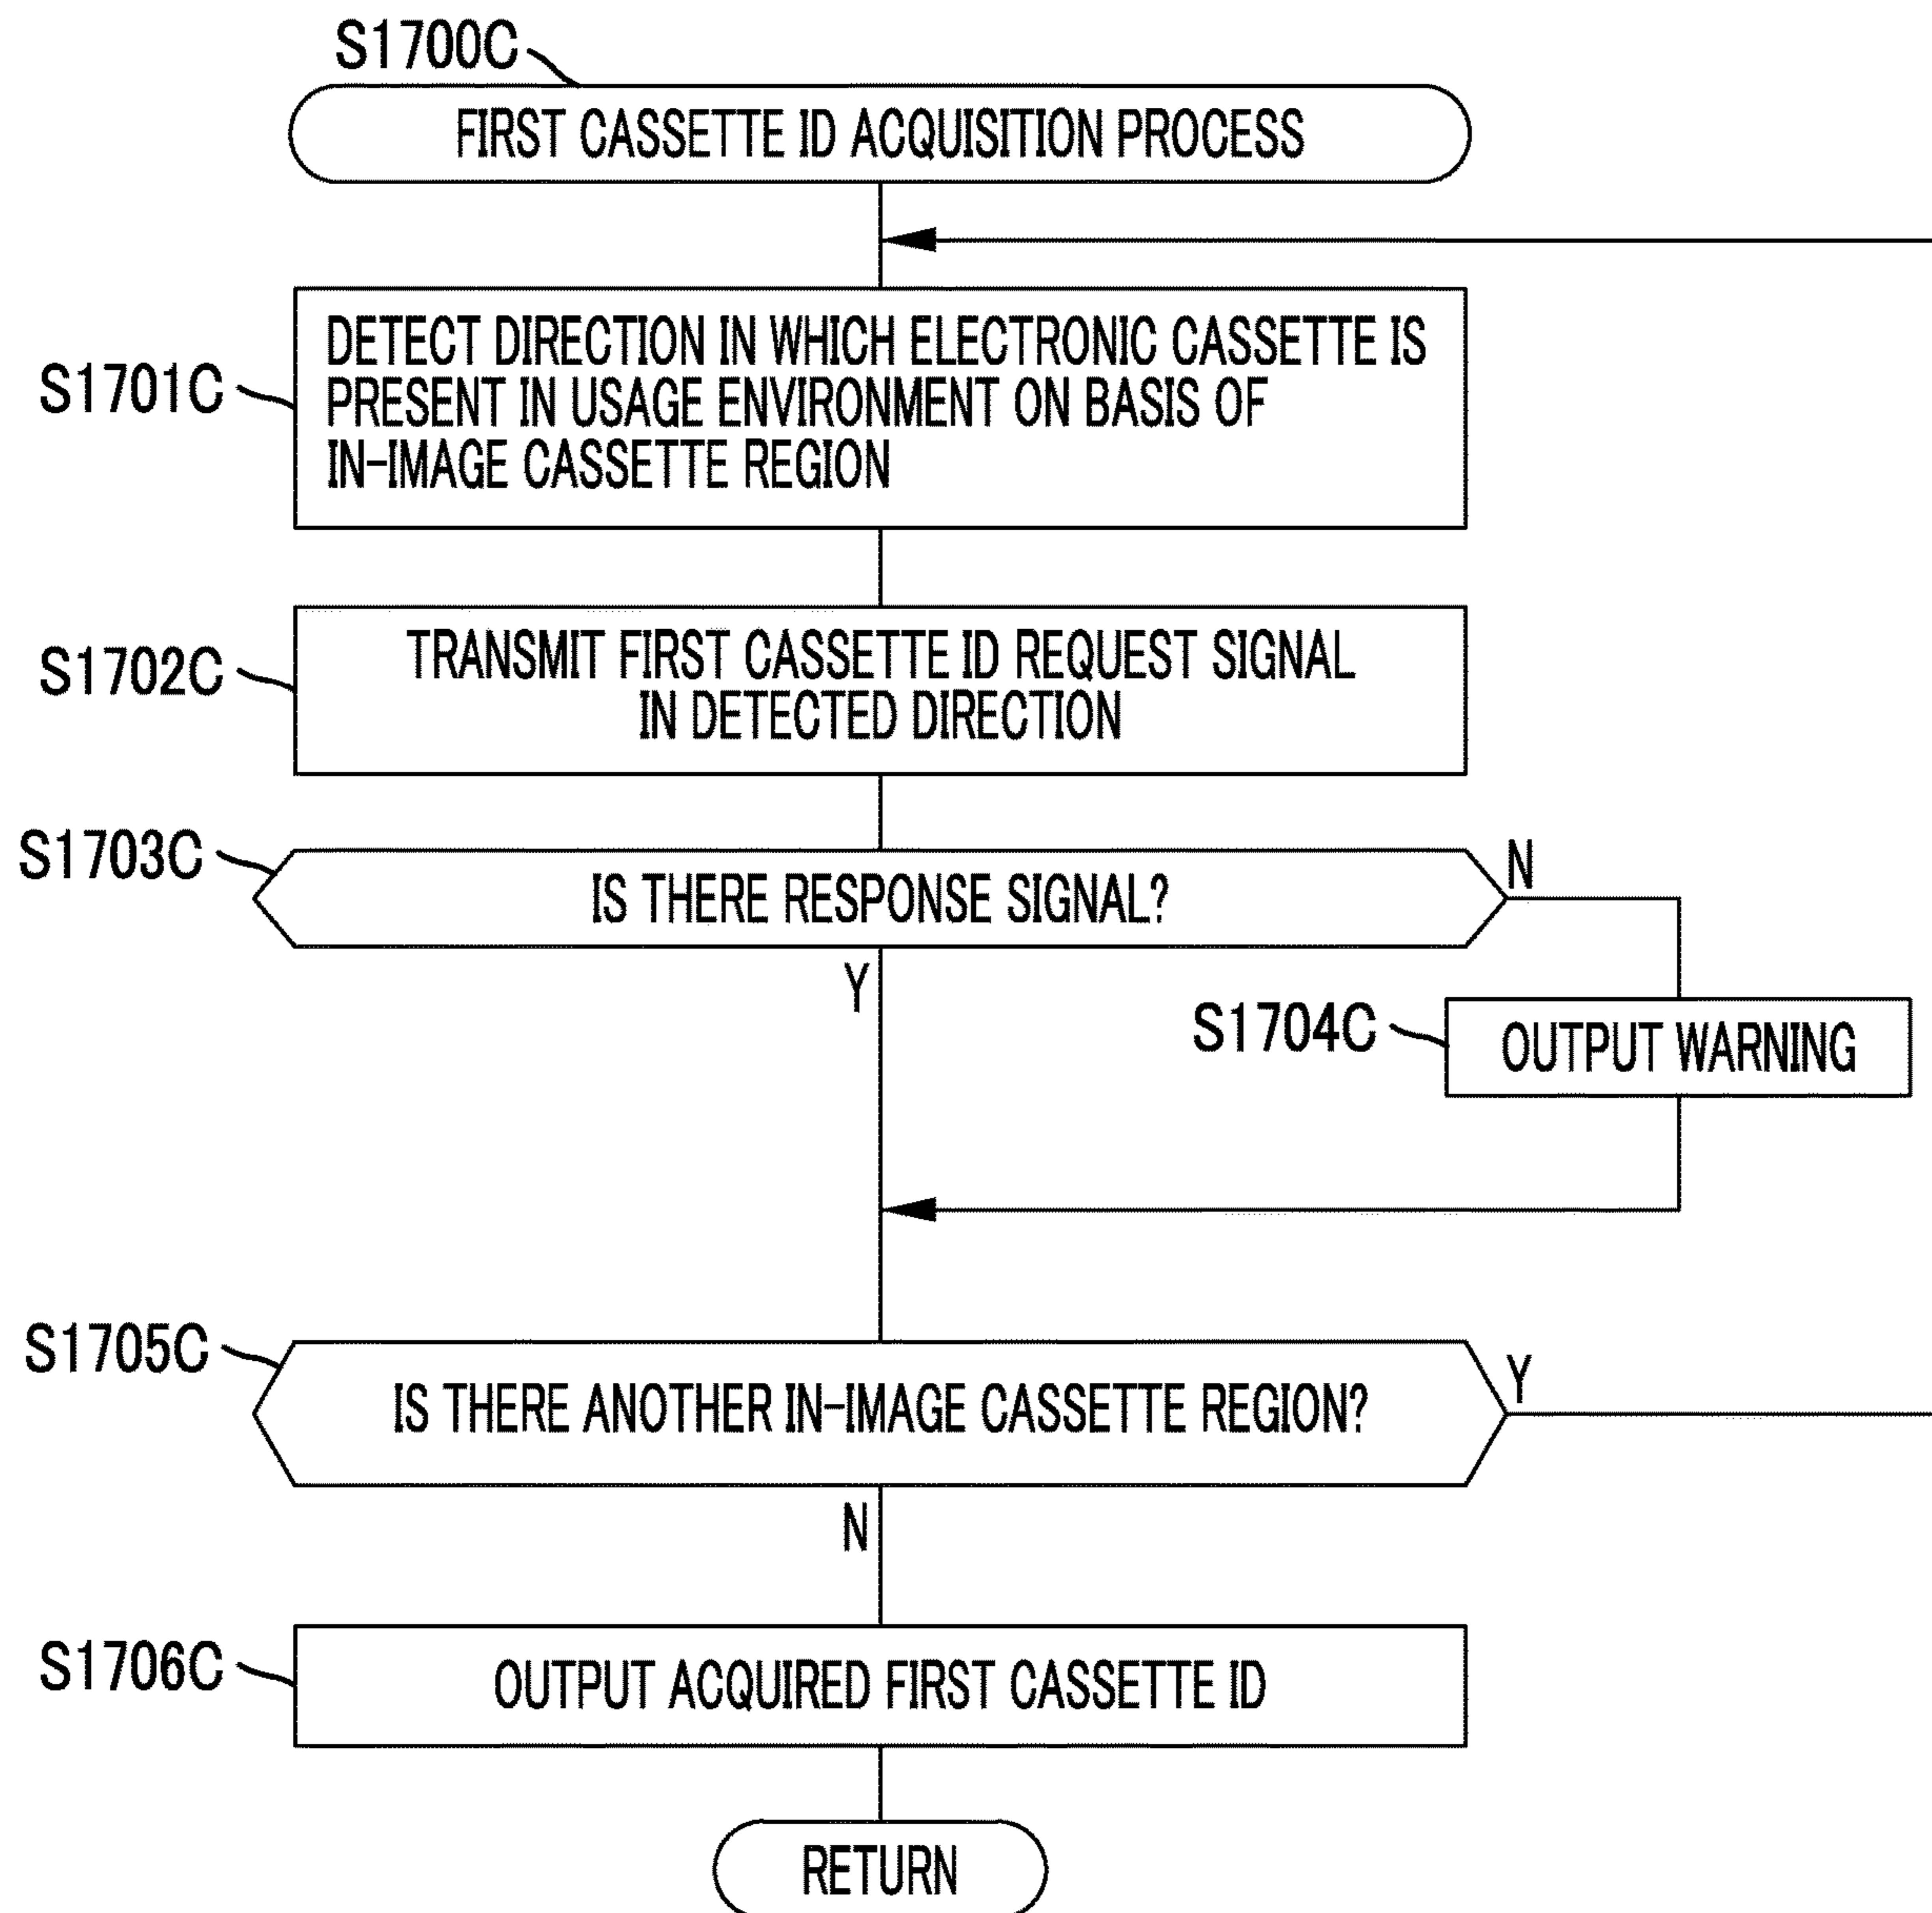 S1700C
FIRST CASSETTE ID ACQUISITION PROCESS
S1701C
DETECT DIRECTION IN WHICH ELECTRONIC CASSETTE IS
PRESENT IN USAGE ENVIRONMENT ON BASIS OF
IN-IMAGE CASSETTE REGION
S1702C
TRANSMIT FIRST CASSETTE ID REQUEST SIGNAL
IN DETECTED DIRECTION
S1703C
IS THERE RESPONSE SIGNAL?
N
Y
S1704C
OUTPUT WARNING
S1705C
IS THERE ANOTHER IN-IMAGE CASSETTE REGION?
Y
N
S1706C
OUTPUT ACQUIRED FIRST CASSETTE ID
RETURN